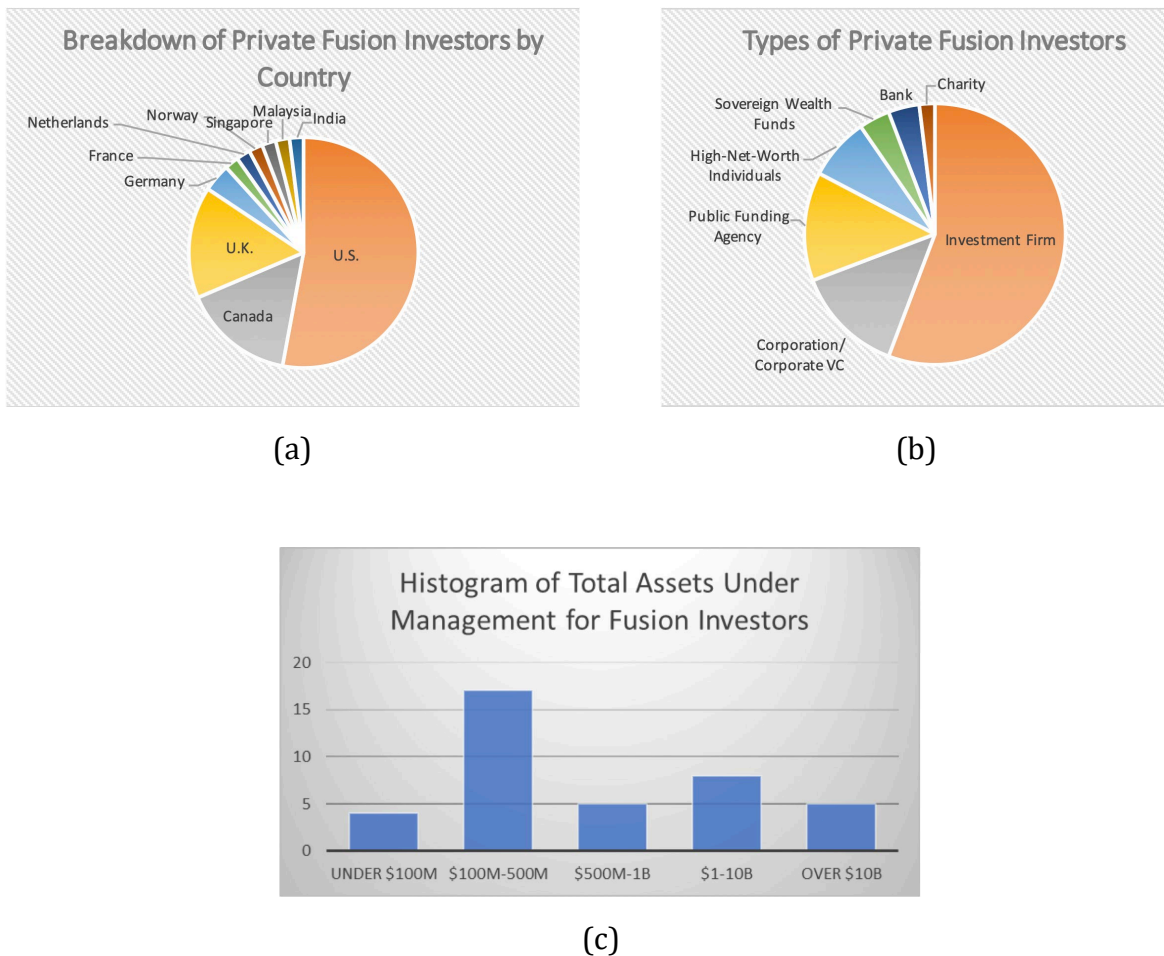 Breakdown of Private Fusion Investors by
Country
Norway
Malaysia
India
Netherlands
Singapore
France
Germany
U.K.
U.S.
Canada
(a)
Types of Private Fusion Investors
Bank
Charity
Sovereign Wealth
Funds
High-Net-Worth
Individuals
Public Funding
Agency
Investment Firm
Corporation/
Corporate VC
(b)
Histogram of Total Assets Under
Management for Fusion Investors
20
15
10
5
0
UNDER $100M $100M-500M $500M-1B $1-10B OVER $10B
(c)